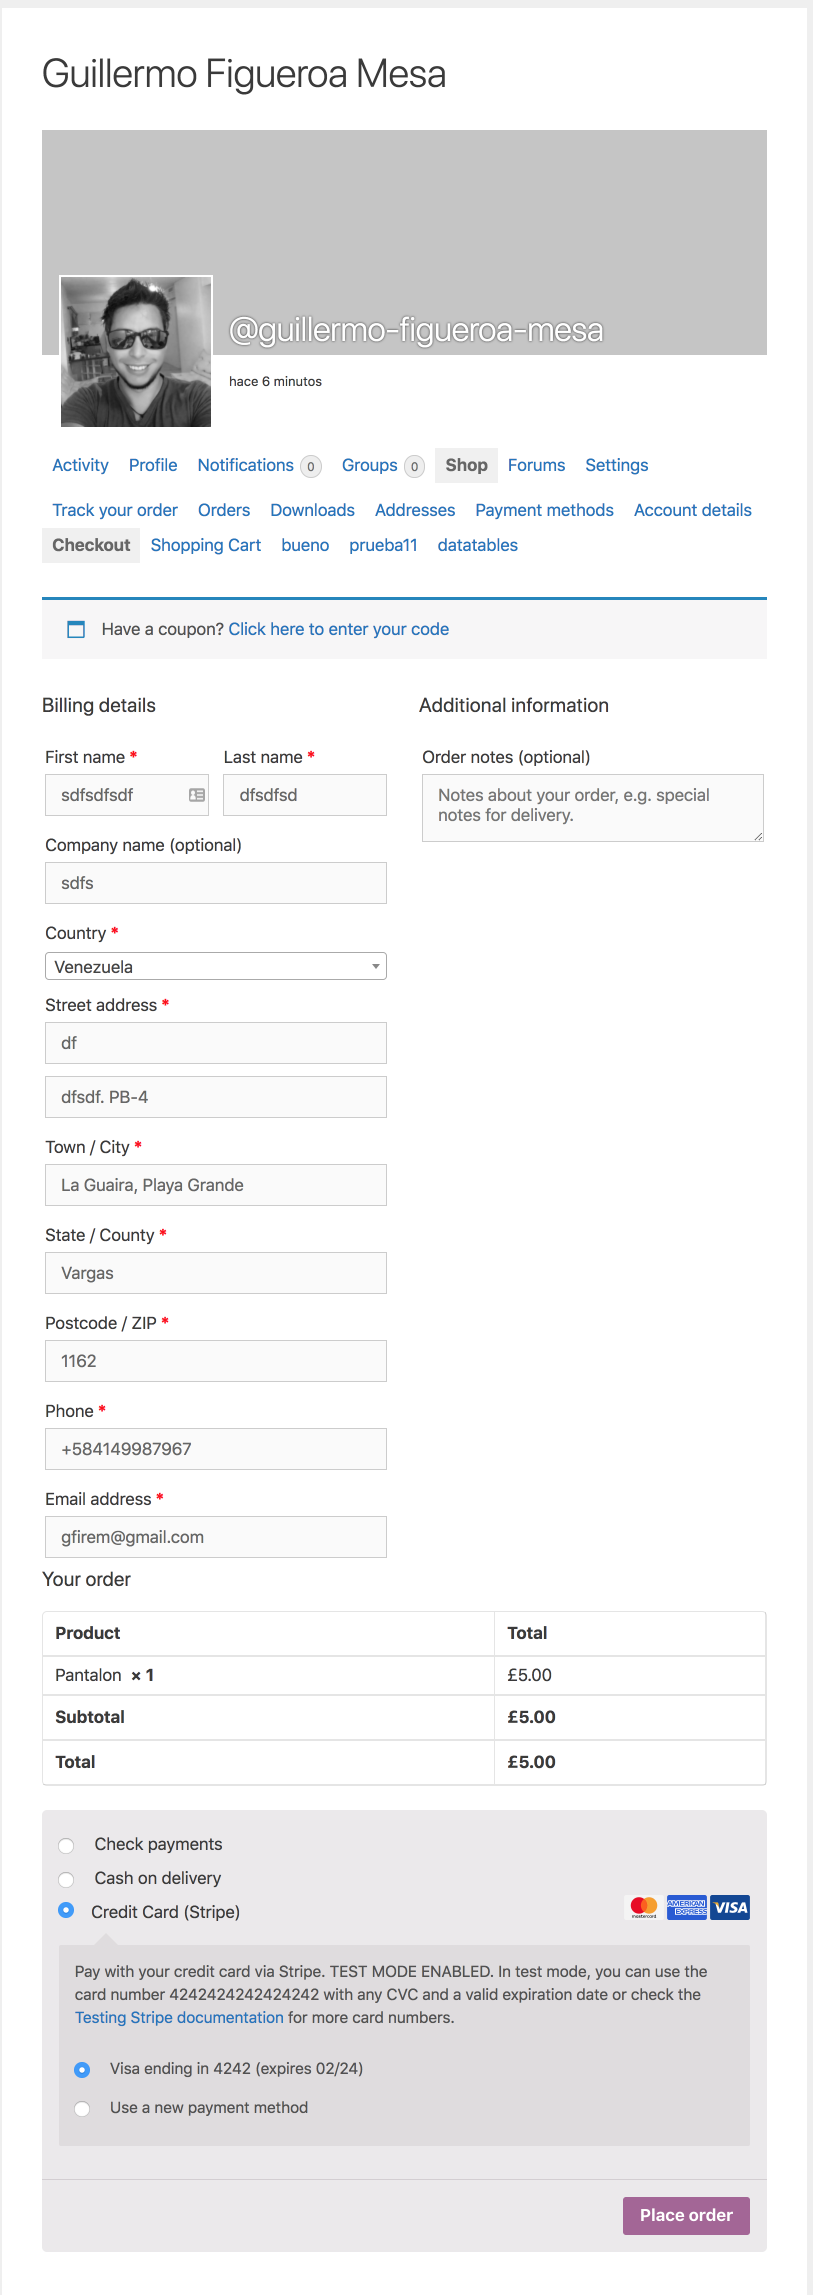 Guillermo Figueroa Mesa
@guillermo-figueroa-mesa
hace 6 minutos
Activity Profile Notifications 0 Groups 0 Shop Forums Settings
Track your order Orders Downloads Addresses Payment methods Account details
Checkout Shopping Cart bueno prueba11 datatables
Have a coupon? Click here to enter your code
Billing details
First name * Last name *
sdfsdfsdf dfsdfsd
Company name (optional)
sdfs
Country *
Venezuela
Street address *
df
dfsdf. PB-4
Town / City *
La Guaira, Playa Grande
State / County *
Vargas
Postcode / ZIP *
1162
Phone *
+584149987967
Email address *
gfirem@gmail.com
Additional information
Order notes (optional)
Notes about your order, e.g. special
notes for delivery.
Your order
Product Total
Pantalon × 1 £5.00
Subtotal £5.00
Total £5.00
Check payments
Cash on delivery
Credit Card (Stripe) mastercard AMERICAN EXPRESS VISA
Pay with your credit card via Stripe. TEST MODE ENABLED. In test mode, you can use the
card number 4242424242424242 with any CVC and a valid expiration date or check the
Testing Stripe documentation for more card numbers.
Visa ending in 4242 (expires 02/24)
Use a new payment method
Place order